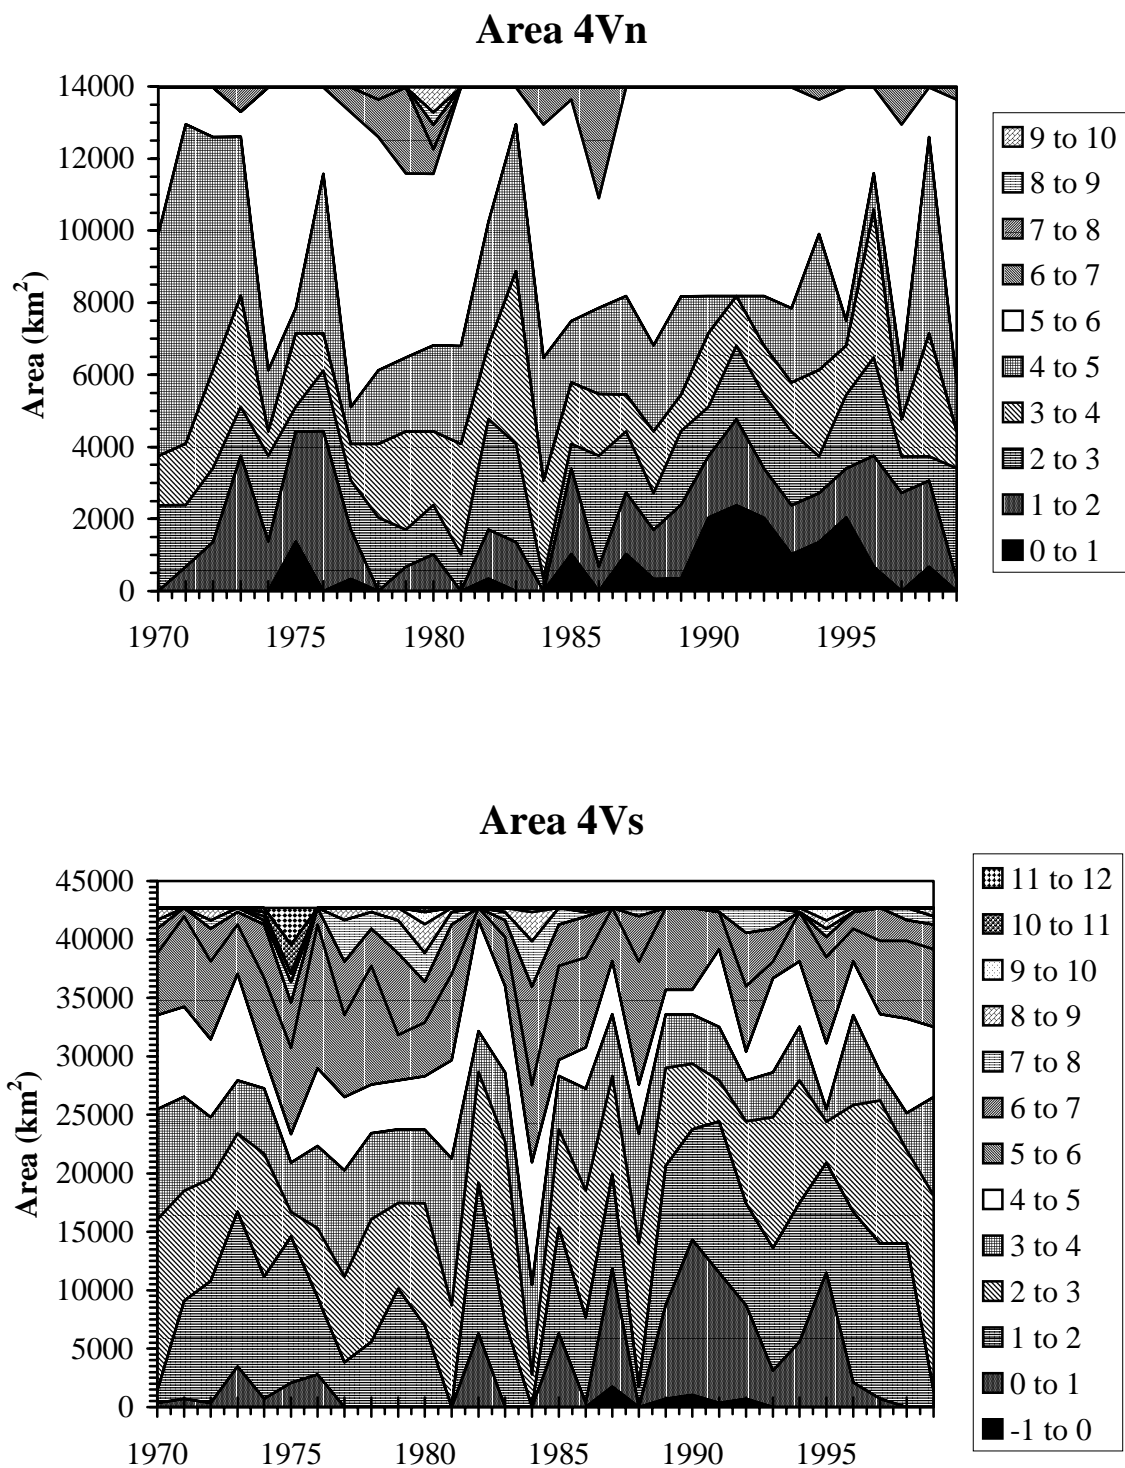 Area 4Vn
14000
12000
10000
8000
6000
4000
2000
0
Area (km²)
1970 1975 1980 1985 1990 1995
9 to 10
8 to 9
7 to 8
6 to 7
5 to 6
4 to 5
3 to 4
2 to 3
1 to 2
0 to 1
Area 4Vs
45000
40000
35000
30000
25000
20000
15000
10000
5000
0
Area (km²)
1970 1975 1980 1985 1990 1995
11 to 12
10 to 11
9 to 10
8 to 9
7 to 8
6 to 7
5 to 6
4 to 5
3 to 4
2 to 3
1 to 2
0 to 1
-1 to 0